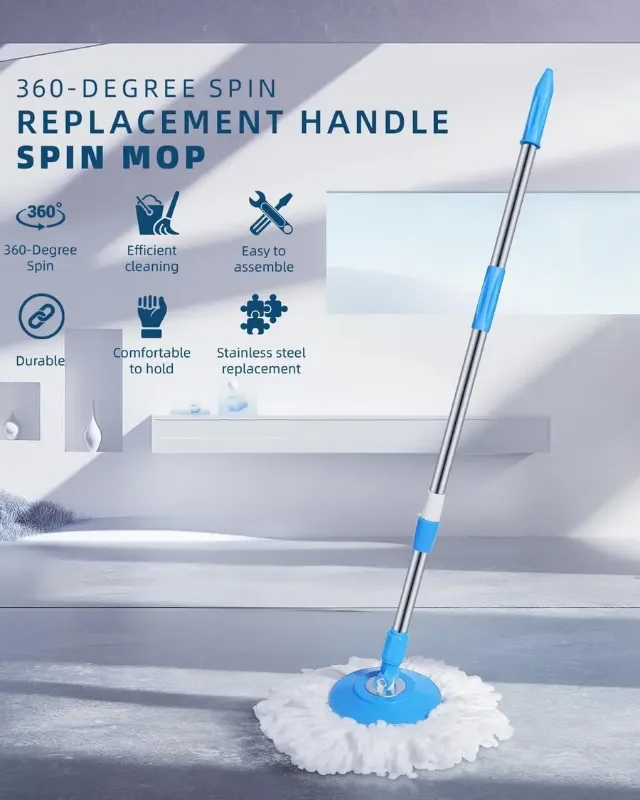 360-DEGREE SPIN
REPLACEMENT HANDLE
SPIN MOP
360°
360-Degree
Spin
Efficient
cleaning
Easy to
assemble
Durable
Comfortable
to hold
Stainless steel
replacement